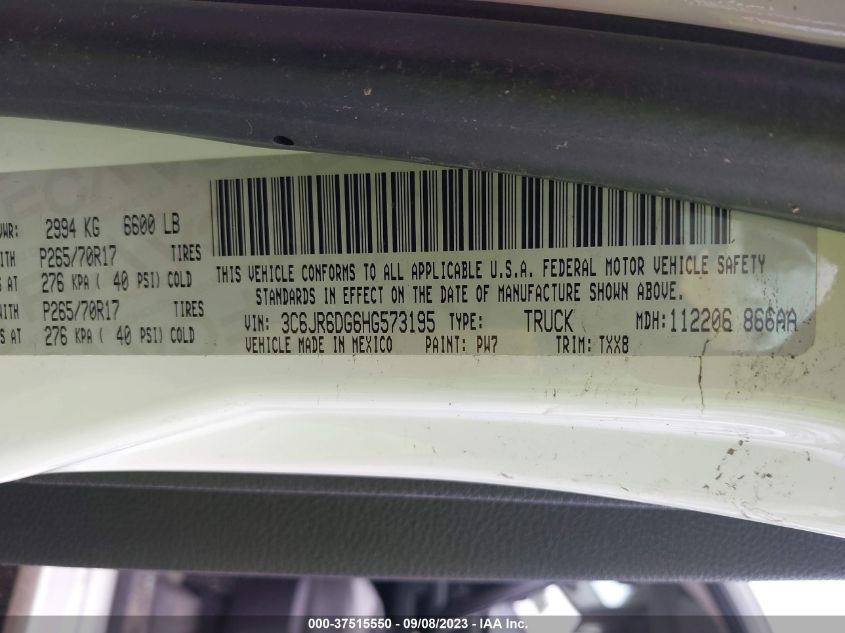 VWR: 2994 KG 6600 LB
WITH P265/70R17 TIRES
S AT 276 KPA ( 40 PSI) COLD
WITH P265/70R17 TIRES
S AT 276 KPA ( 40 PSI) COLD
THIS VEHICLE CONFORMS TO ALL APPLICABLE U.S.A. FEDERAL MOTOR VEHICLE SAFETY
STANDARDS IN EFFECT ON THE DATE OF MANUFACTURE SHOWN ABOVE.
VIN: 3C6JR6DG6HG573195 TYPE: TRUCK MDH: 112206 866AA
VEHICLE MADE IN MEXICO PAINT: PW7 TRIM: TXX8
000-37515550 - 09/08/2023 - IAA Inc.